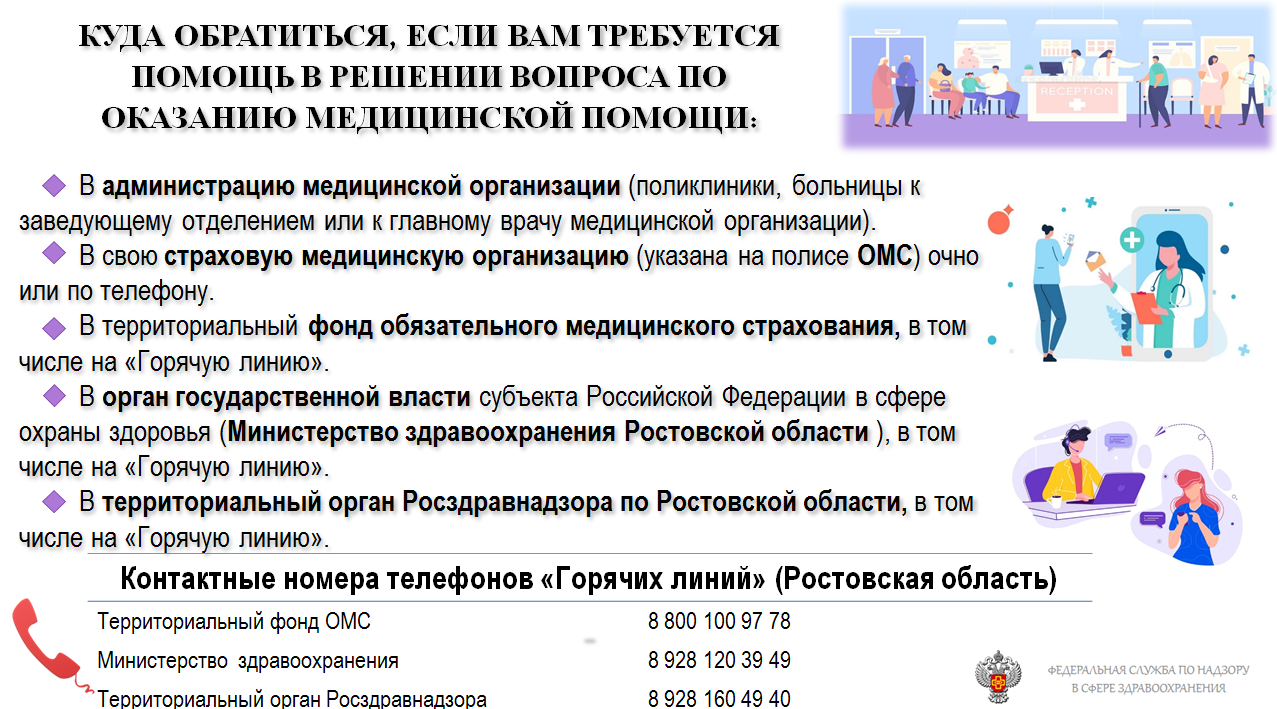 КУДА ОБРАТИТЬСЯ, ЕСЛИ ВАМ ТРЕБУЕТСЯ
ПОМОЩЬ В РЕШЕНИИ ВОПРОСА ПО
ОКАЗАНИЮ МЕДИЦИНСКОЙ ПОМОЩИ:
RECEPTION
В администрацию медицинской организации (поликлиники, больницы к
заведующему отделением или к главному врачу медицинской организации).
В свою страховую медицинскую организацию (указана на полисе ОМС) очно
или по телефону.
В территориальный фонд обязательного медицинского страхования, в том
числе на «Горячую линию».
В орган государственной власти субъекта Российской Федерации в сфере
охраны здоровья (Министерство здравоохранения Ростовской области ), в том
числе на «Горячую линию».
В территориальный орган Росздравнадзора по Ростовской области, в том
числе на «Горячую линию».
Контактные номера телефонов «Горячих линий» (Ростовская область)
Территориальный фонд ОМС 8 800 100 97 78
Министерство здравоохранения 8 928 120 39 49
Территориальный орган Росздравнадзора 8 928 160 49 40
ФЕДЕРАЛЬНАЯ СЛУЖБА ПО НАДЗОРУ
В СФЕРЕ ЗДРАВООХРАНЕНИЯ